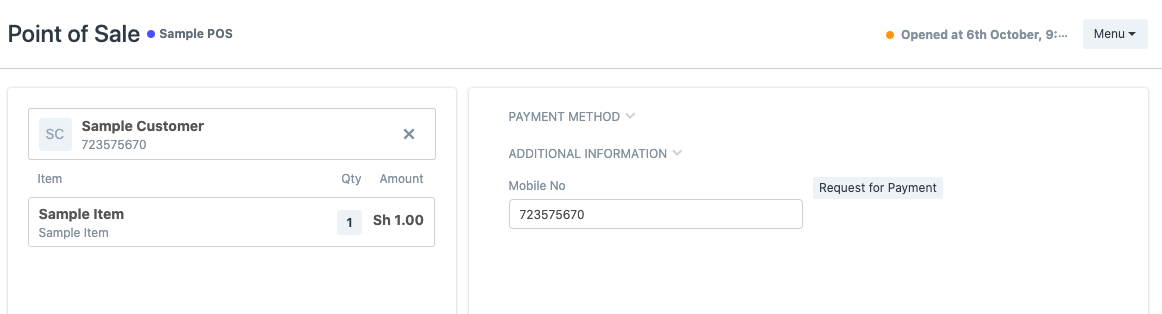 Point of Sale Sample POS
Opened at 6th October, 9:···
Menu
SC
Sample Customer
723575670
Item Qty Amount
Sample Item
Sample Item
1
Sh 1.00
PAYMENT METHOD
ADDITIONAL INFORMATION
Mobile No
723575670
Request for Payment